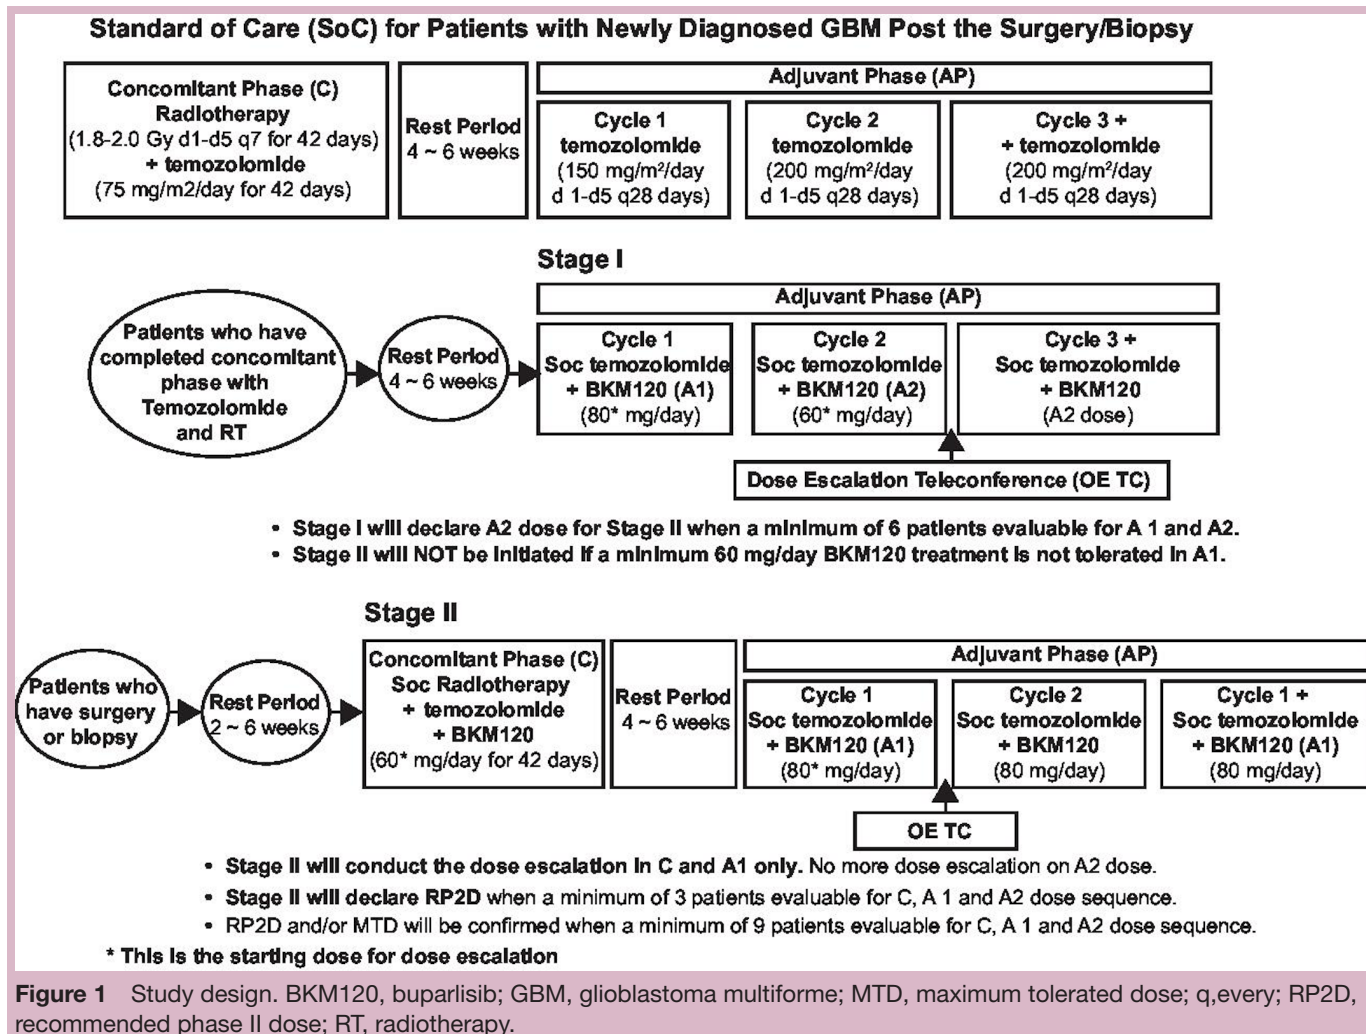 Standard of Care (SoC) for Patients with Newly Diagnosed GBM Post the Surgery/Biopsy
Concomitant Phase (C)
Radiotherapy
(1.8-2.0 Gy d1-d5 q7 for 42 days)
+ temozolomide
(75 mg/m2/day for 42 days)
Rest Period
4 ~ 6 weeks
Adjuvant Phase (AP)
Cycle 1
temozolomide
(150 mg/m²/day
d 1-d5 q28 days)
Cycle 2
temozolomide
(200 mg/m²/day
d 1-d5 q28 days)
Cycle 3 +
+ temozolomide
(200 mg/m²/day
d 1-d5 q28 days)
Stage I
Patients who have
completed concomitant
phase with
Temozolomide
and RT
Rest Period
4 ~ 6 weeks
Adjuvant Phase (AP)
Cycle 1
Soc temozolomide
+ BKM120 (A1)
(80* mg/day)
Cycle 2
Soc temozolomide
+ BKM120 (A2)
(60* mg/day)
Cycle 3 +
Soc temozolomide
+ BKM120
(A2 dose)
Dose Escalation Teleconference (OE TC)
• Stage I will declare A2 dose for Stage II when a minimum of 6 patients evaluable for A 1 and A2.
• Stage II will NOT be initiated if a minimum 60 mg/day BKM120 treatment is not tolerated in A1.
Stage II
Patients who
have surgery
or biopsy
Rest Period
2 ~ 6 weeks
Concomitant Phase (C)
Soc Radiotherapy
+ temozolomide
+ BKM120
(60* mg/day for 42 days)
Rest Period
4 ~ 6 weeks
Adjuvant Phase (AP)
Cycle 1
Soc temozolomide
+ BKM120 (A1)
(80* mg/day)
Cycle 2
Soc temozolomide
+ BKM120
(80 mg/day)
Cycle 1 +
Soc temozolomide
+ BKM120 (A1)
(80 mg/day)
OE TC
• Stage II will conduct the dose escalation in C and A1 only. No more dose escalation on A2 dose.
• Stage II will declare RP2D when a minimum of 3 patients evaluable for C, A 1 and A2 dose sequence.
• RP2D and/or MTD will be confirmed when a minimum of 9 patients evaluable for C, A 1 and A2 dose sequence.
* This is the starting dose for dose escalation
Figure 1 Study design. BKM120, buparlisib; GBM, glioblastoma multiforme; MTD, maximum tolerated dose; q,every; RP2D,
recommended phase II dose; RT, radiotherapy.